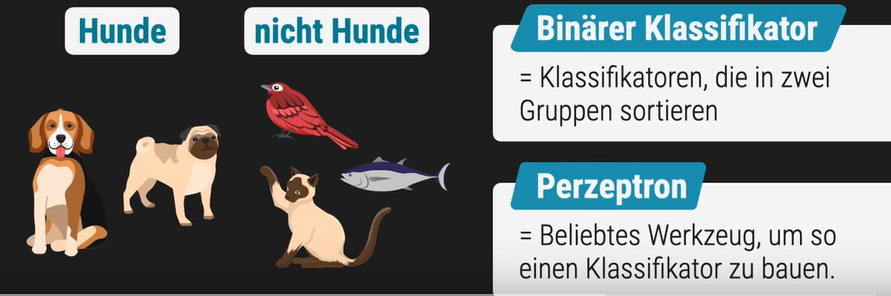 Hunde
nicht Hunde
Binärer Klassifikator
= Klassifikatoren, die in zwei
Gruppen sortieren
Perzeptron
= Beliebtes Werkzeug, um so
einen Klassifikator zu bauen.